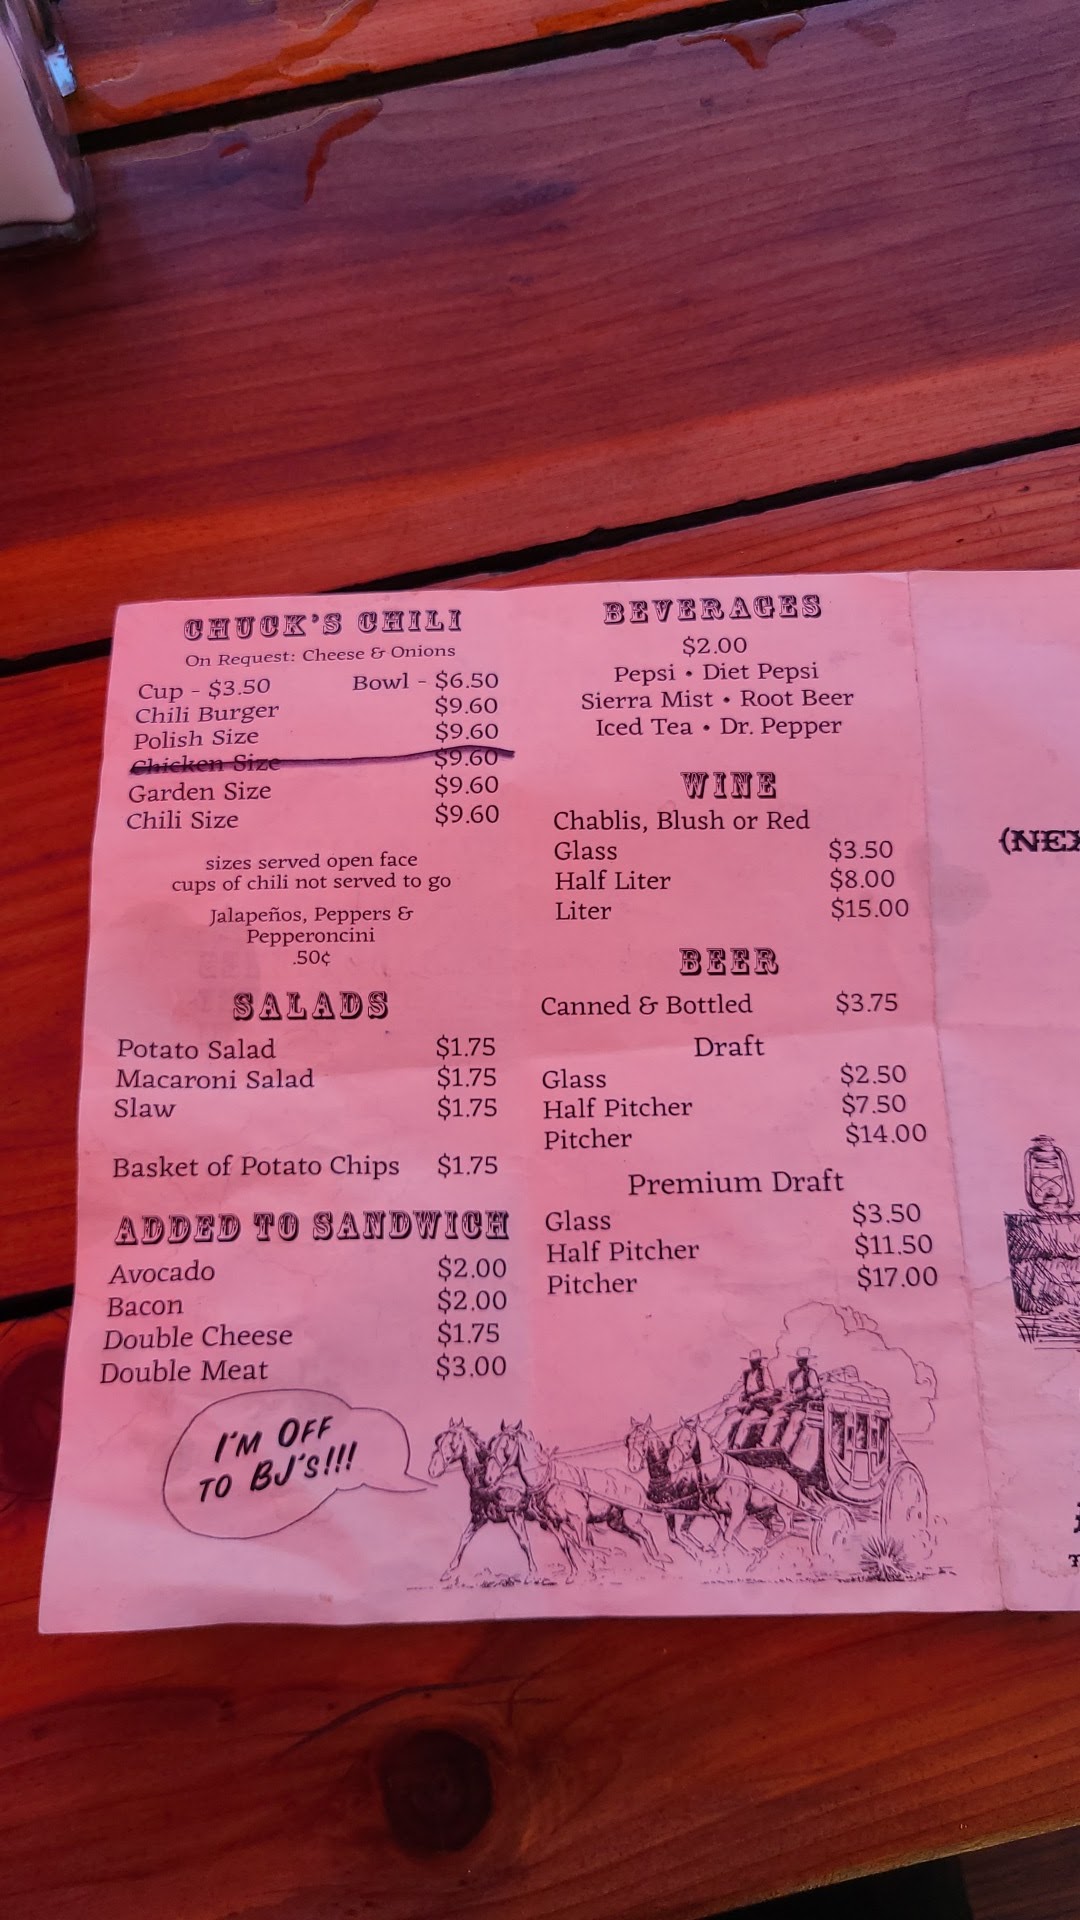 CHUCK'S CHILI
On Request: Cheese & Onions
Cup - $3.50 Bowl - $6.50
Chili Burger $9.60
Polish Size $9.60
Chicken Size $9.60
Garden Size $9.60
Chili Size $9.60
sizes served open face
cups of chili not served to go
Jalapeños, Peppers &
Pepperoncini
.50¢
SALADS
Potato Salad $1.75
Macaroni Salad $1.75
Slaw $1.75
Basket of Potato Chips $1.75
ADDED TO SANDWICH
Avocado $2.00
Bacon $2.00
Double Cheese $1.75
Double Meat $3.00
I'M OFF
TO BJ'S!!!
BEVERAGES
$2.00
Pepsi • Diet Pepsi
Sierra Mist • Root Beer
Iced Tea • Dr. Pepper
WINE
Chablis, Blush or Red
Glass $3.50
Half Liter $8.00
Liter $15.00
BEER
Canned & Bottled $3.75
Draft
Glass $2.50
Half Pitcher $7.50
Pitcher $14.00
Premium Draft
Glass $3.50
Half Pitcher $11.50
Pitcher $17.00